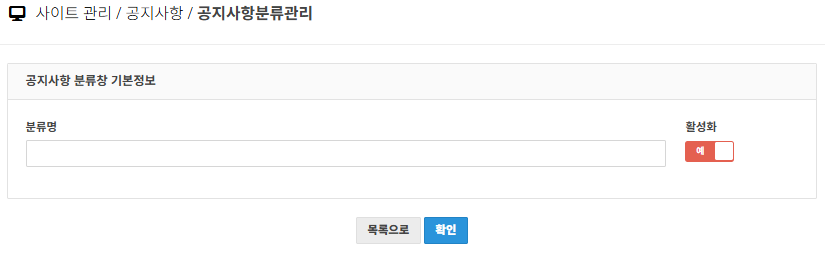 사이트 관리 / 공지사항 / 공지사항분류관리
공지사항 분류창 기본정보
분류명
활성화
예
목록으로
확인